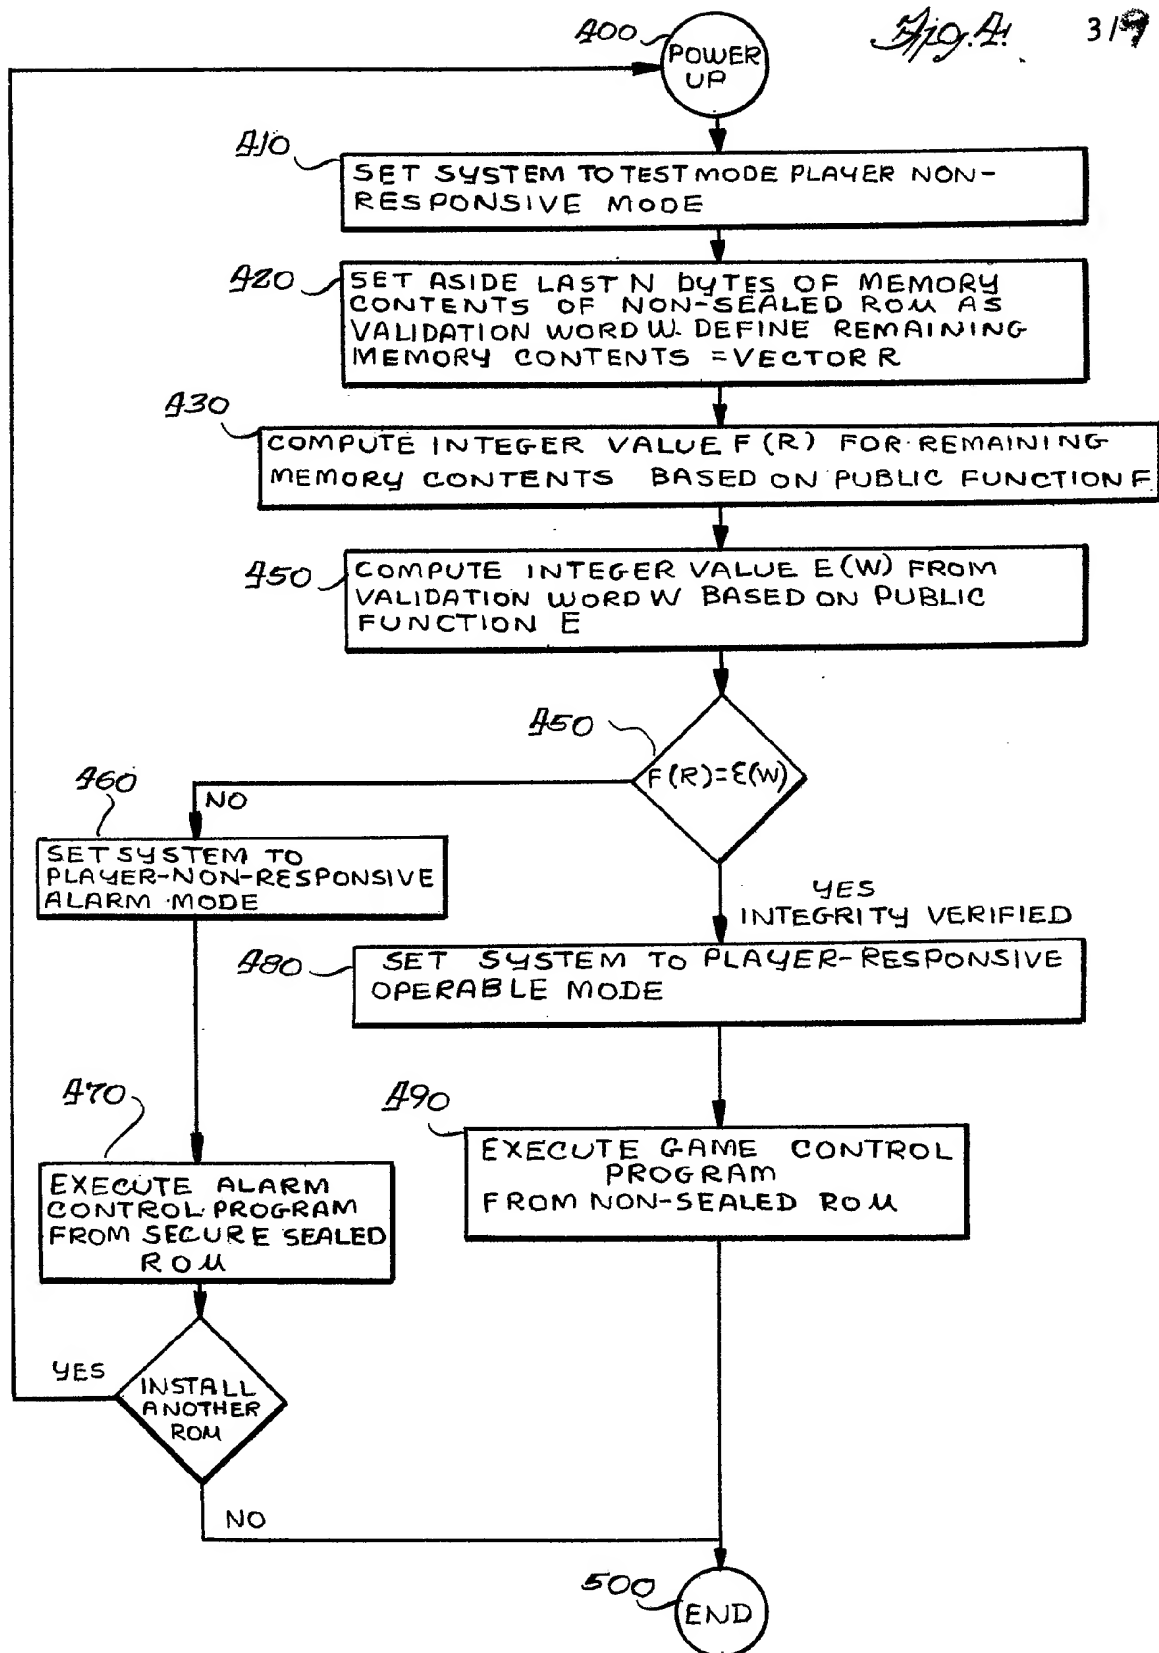 400
Fig. 4.
3/9
POWER
UP
410
SET SYSTEM TO TEST MODE PLAYER NON-
RESPONSIVE MODE
420
SET ASIDE LAST N BYTES OF MEMORY
CONTENTS OF NON-SEALED ROM AS
VALIDATION WORD W. DEFINE REMAINING
MEMORY CONTENTS = VECTOR R
430
COMPUTE INTEGER VALUE F (R) FOR REMAINING
MEMORY CONTENTS BASED ON PUBLIC FUNCTION F
450
COMPUTE INTEGER VALUE E (W) FROM
VALIDATION WORD W BASED ON PUBLIC
FUNCTION E
450
F (R) = E(W)
460
NO
SET SYSTEM TO
PLAYER-NON-RESPONSIVE
ALARM MODE
YES
INTEGRITY VERIFIED
480
SET SYSTEM TO PLAYER-RESPONSIVE
OPERABLE MODE
470
490
EXECUTE GAME CONTROL
PROGRAM
FROM NON-SEALED ROM
EXECUTE ALARM
CONTROL PROGRAM
FROM SECURE SEALED
ROM
YES
INSTALL
ANOTHER
ROM
NO
500
END